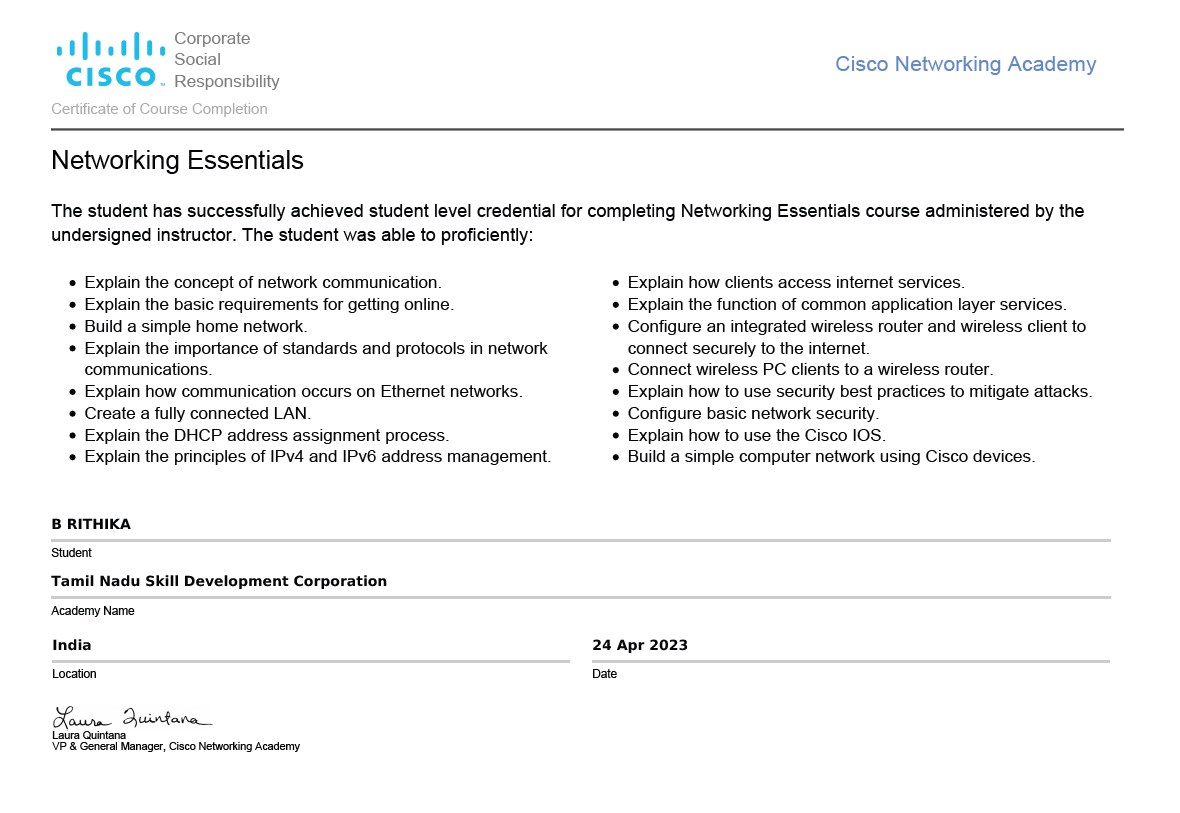 Corporate
Social
Responsibility
CISCO
Cisco Networking Academy
Certificate of Course Completion
Networking Essentials
The student has successfully achieved student level credential for completing Networking Essentials course administered by the
undersigned instructor. The student was able to proficiently:
• Explain the concept of network communication.
• Explain the basic requirements for getting online.
• Build a simple home network.
• Explain the importance of standards and protocols in network
communications.
• Explain how communication occurs on Ethernet networks.
• Create a fully connected LAN.
• Explain the DHCP address assignment process.
• Explain the principles of IPv4 and IPv6 address management.
• Explain how clients access internet services.
• Explain the function of common application layer services.
• Configure an integrated wireless router and wireless client to
connect securely to the internet.
• Connect wireless PC clients to a wireless router.
• Explain how to use security best practices to mitigate attacks.
• Configure basic network security.
• Explain how to use the Cisco IOS.
• Build a simple computer network using Cisco devices.
B RITHIKA
Student
Tamil Nadu Skill Development Corporation
Academy Name
India
Location
24 Apr 2023
Date
Laura Quintana
Laura Quintana
VP & General Manager, Cisco Networking Academy